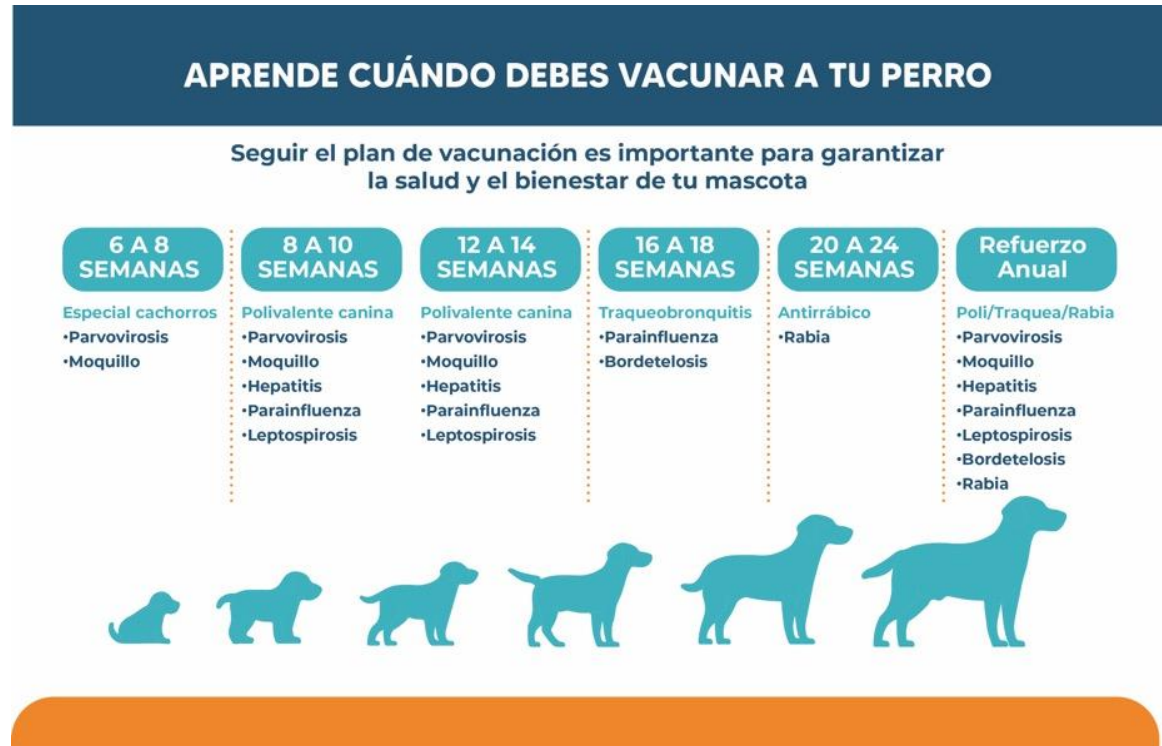 APRENDE CUÁNDO DEBES VACUNAR A TU PERRO
Seguir el plan de vacunación es importante para garantizar
la salud y el bienestar de tu mascota
6 A 8
SEMANAS
Especial cachorros
•Parvovirosis
•Moquillo
8 A 10
SEMANAS
Polivalente canina
•Parvovirosis
•Moquillo
•Hepatitis
•Parainfluenza
•Leptospirosis
12 A 14
SEMANAS
Polivalente canina
•Parvovirosis
•Moquillo
•Hepatitis
•Parainfluenza
•Leptospirosis
16 A 18
SEMANAS
Traqueobronquitis
•Parainfluenza
•Bordetelosis
20 A 24
SEMANAS
Antirrábico
•Rabia
Refuerzo
Anual
Poli/Traquea/Rabia
•Parvovirosis
•Moquillo
•Hepatitis
•Parainfluenza
•Leptospirosis
•Bordetelosis
•Rabia